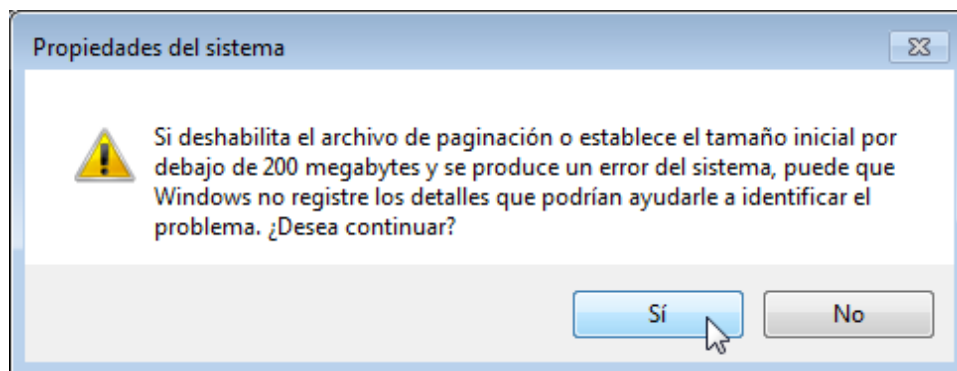 Propiedades del sistema
Si deshabilita el archivo de paginación o establece el tamaño inicial por
debajo de 200 megabytes y se produce un error del sistema, puede que
Windows no registre los detalles que podrían ayudarle a identificar el
problema. ¿Desea continuar?
Sí
No